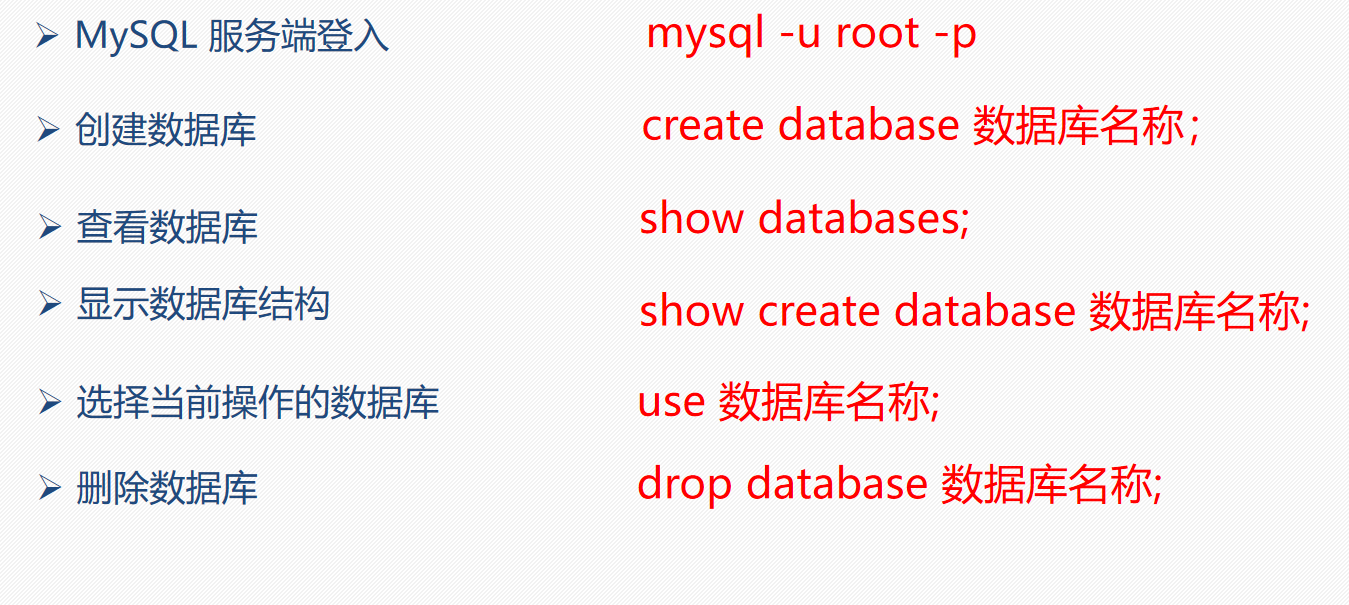 MySQL 服务端登入 mysql -u root -p
创建数据库 create database 数据库名称；
查看数据库 show databases;
显示数据库结构 show create database 数据库名称;
选择当前操作的数据库 use 数据库名称;
删除数据库 drop database 数据库名称;